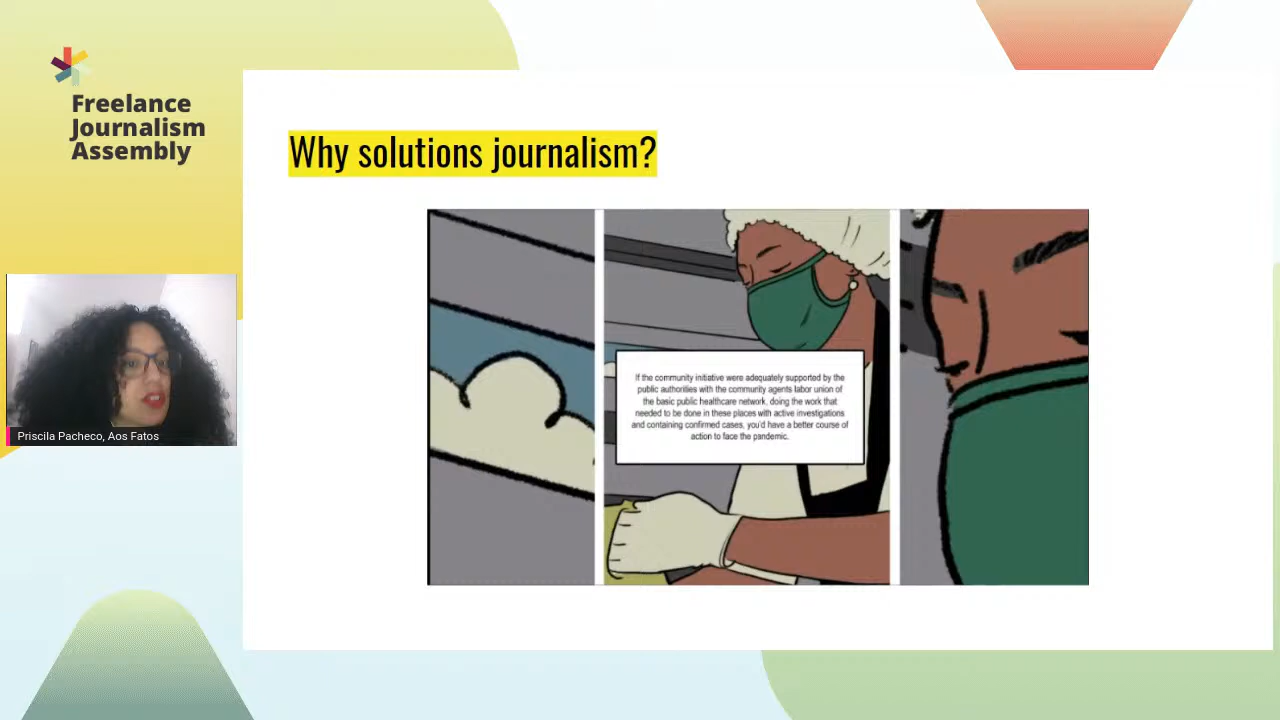 Freelance
Journalism
Assembly
Why solutions journalism?
If the community initiative were adequately supported by the
public authorities with the community agents labor union of
the basic public healthcare network, doing the work that
needed to be done in these places with active investigations
and containing confirmed cases, you'd have a better course of
action to face the pandemic.
Priscila Pacheco, Aos Fatos